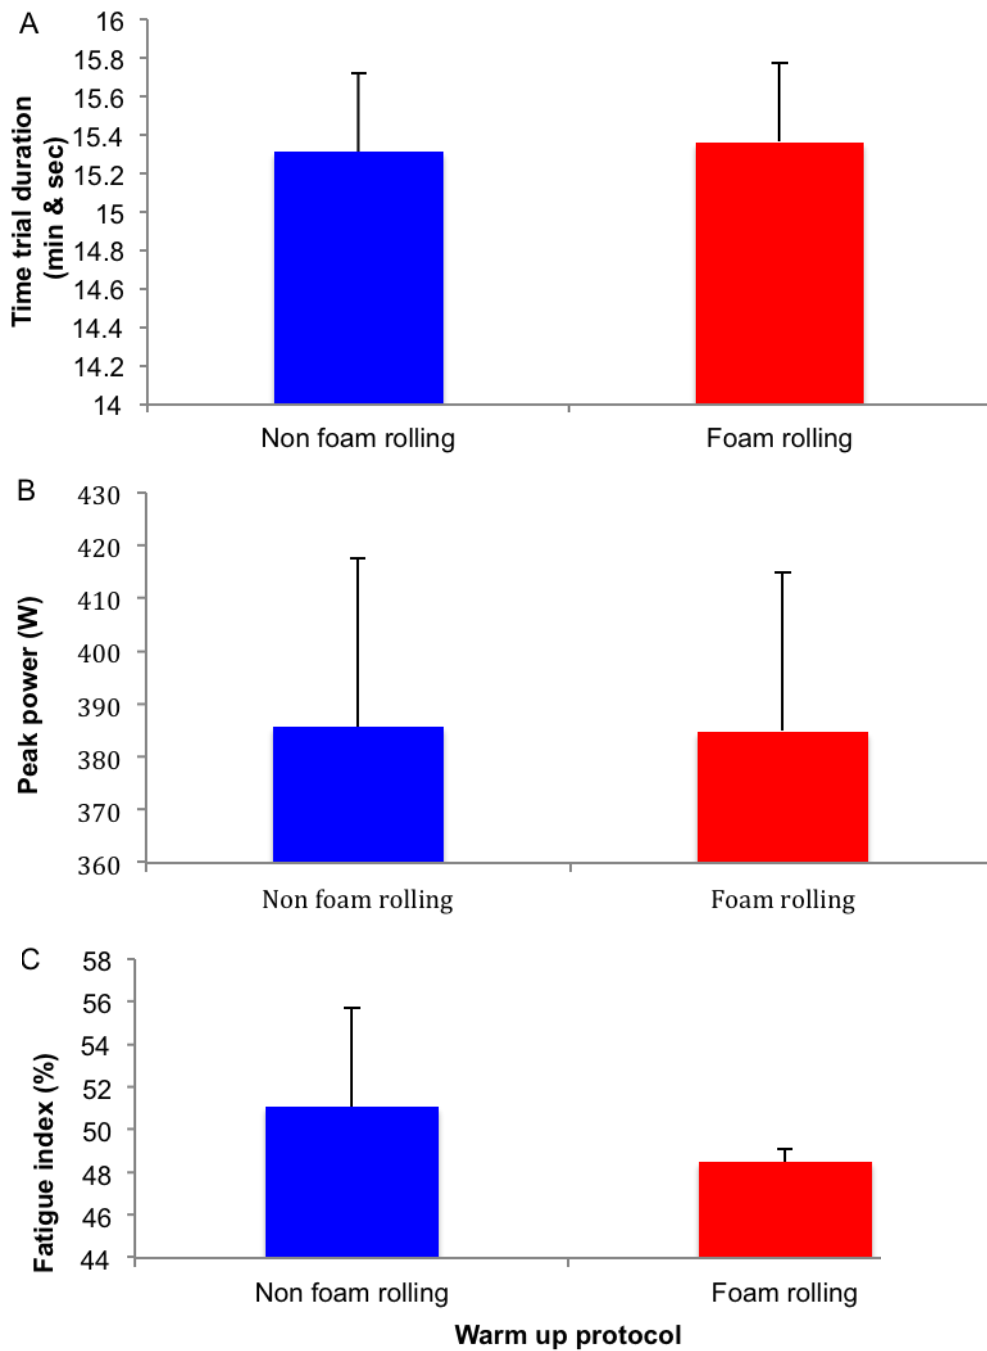 A
Time trial duration
(min & sec)
16
15.8
15.6
15.4
15.2
15
14.8
14.6
14.4
14.2
14
Non foam rolling Foam rolling
B
Peak power (W)
430
420
410
400
390
380
370
360
Non foam rolling Foam rolling
C
Fatigue index (%)
58
56
54
52
50
48
46
44
Non foam rolling Foam rolling
Warm up protocol